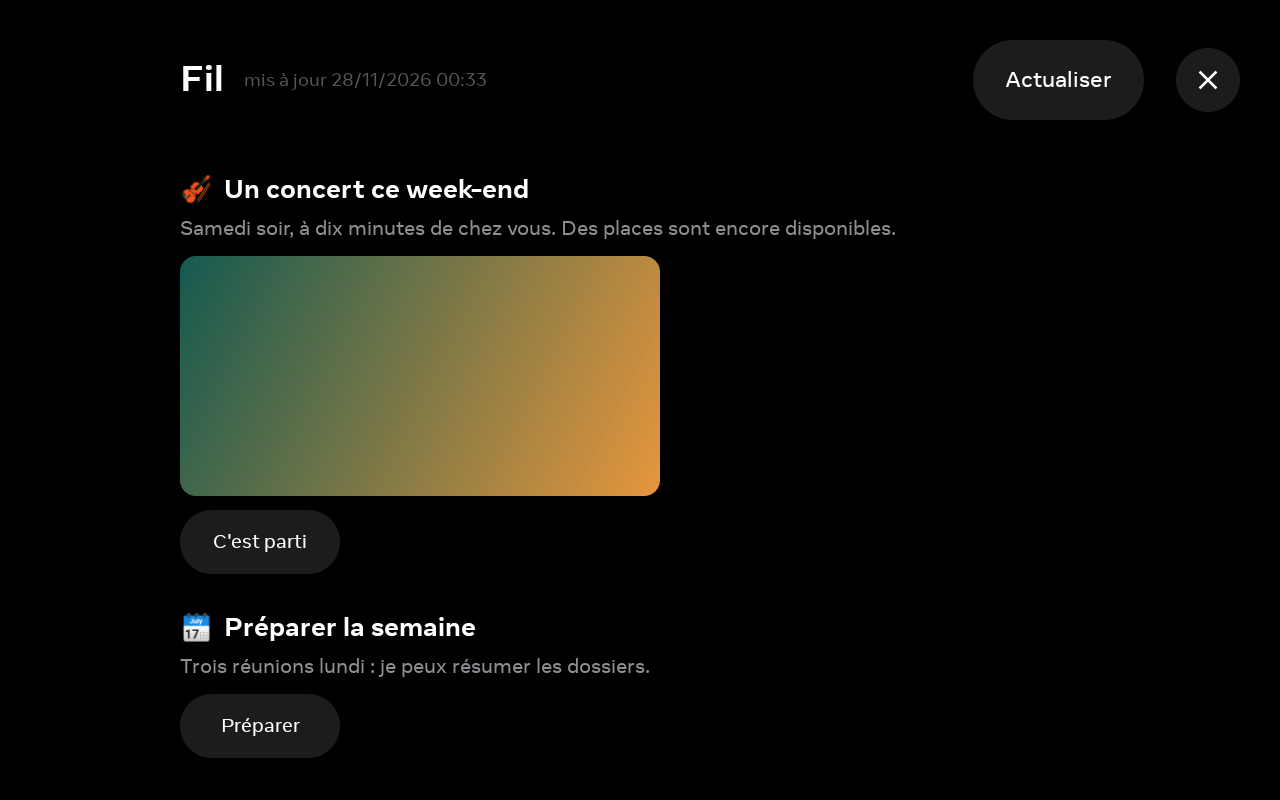 Fil
mis à jour 28/11/2026 00:33
Actualiser
Un concert ce week-end
Samedi soir, à dix minutes de chez vous. Des places sont encore disponibles.
C'est parti
July
17
Préparer la semaine
Trois réunions lundi : je peux résumer les dossiers.
Préparer